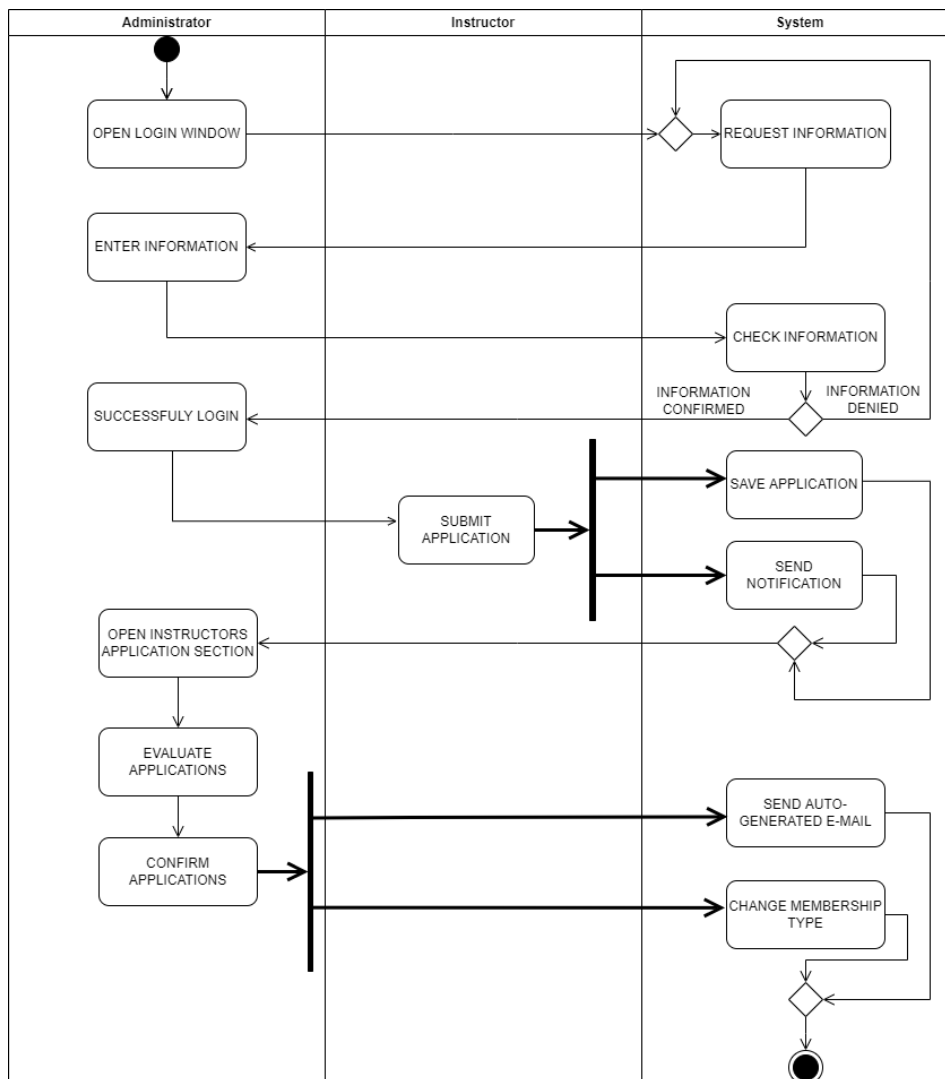 Administrator
Instructor
System
OPEN LOGIN WINDOW
REQUEST INFORMATION
ENTER INFORMATION
CHECK INFORMATION
INFORMATION
CONFIRMED
INFORMATION
DENIED
SUCCESSFULY LOGIN
SAVE APPLICATION
SUBMIT
APPLICATION
SEND
NOTIFICATION
OPEN INSTRUCTORS
APPLICATION SECTION
EVALUATE
APPLICATIONS
SEND AUTO-
GENERATED E-MAIL
CONFIRM
APPLICATIONS
CHANGE MEMBERSHIP
TYPE